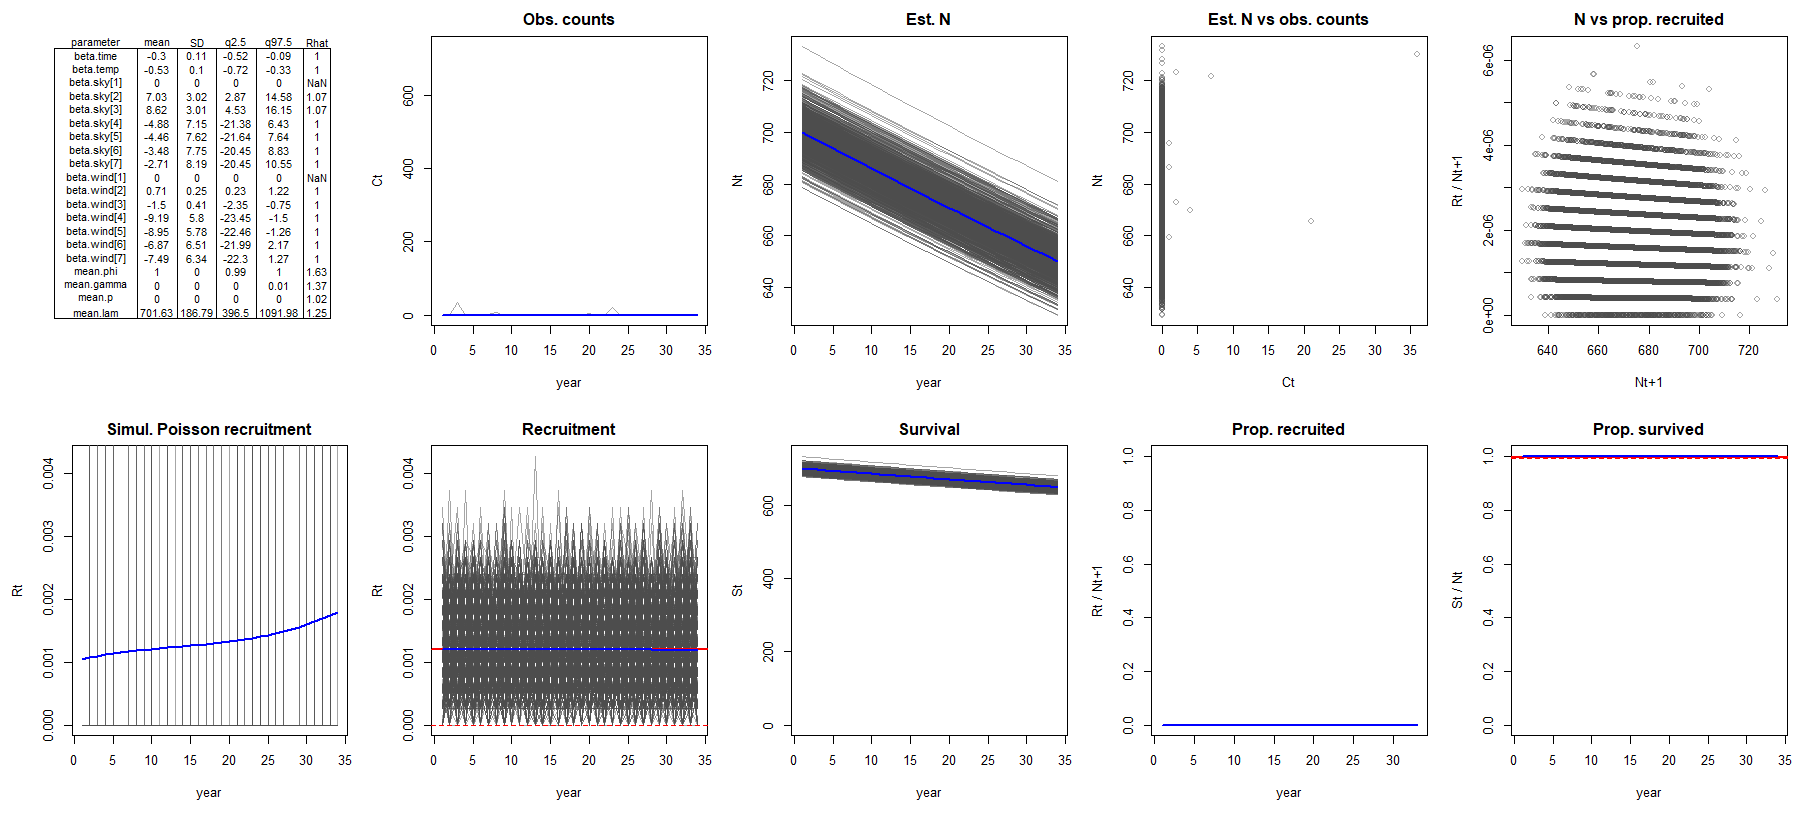 parameter mean SD q2.5 q97.5 Rhat
beta.time -0.3 0.11 -0.52 -0.09 1
beta.temp -0.53 0.1 -0.72 -0.33 1
beta.sky[1] 0 0 0 0 NaN
beta.sky[2] 7.03 3.02 2.87 14.58 1.07
beta.sky[3] 8.62 3.01 4.53 16.15 1.07
beta.sky[4] -4.88 7.15 -21.38 6.43 1
beta.sky[5] -4.46 7.62 -21.64 7.64 1
beta.sky[6] -3.48 7.75 -20.45 8.83 1
beta.sky[7] -2.71 8.19 -20.45 10.55 1
beta.wind[1] 0 0 0 0 NaN
beta.wind[2] 0.71 0.25 0.23 1.22 1
beta.wind[3] -1.5 0.41 -2.35 -0.75 1
beta.wind[4] -9.19 5.8 -23.45 -1.5 1
beta.wind[5] -8.95 5.78 -22.46 -1.26 1
beta.wind[6] -6.87 6.51 -21.99 2.17 1
beta.wind[7] -7.49 6.34 -22.3 1.27 1
mean.phi 1 0 0.99 1 1.63
mean.gamma 0 0 0 0.01 1.37
mean.p 0 0 0 0 1.02
mean.lam 701.63 186.79 396.5 1091.98 1.25
Obs. counts
Ct
600
400
200
0
0 5 10 15 20 25 30 35
year
Est. N
Nt
720
700
680
660
640
0 5 10 15 20 25 30 35
year
Est. N vs obs. counts
Nt
720
700
680
660
640
0 5 10 15 20 25 30 35
Ct
N vs prop. recruited
Rt / Nt+1
6e-06
4e-06
2e-06
0e+00
640 660 680 700 720
Nt+1
Simul. Poisson recruitment
Rt
0.004
0.003
0.002
0.001
0.000
0 5 10 15 20 25 30 35
year
Recruitment
Rt
0.004
0.003
0.002
0.001
0.000
0 5 10 15 20 25 30 35
year
Survival
St
600
400
200
0
0 5 10 15 20 25 30 35
year
Prop. recruited
Rt / Nt+1
1.0
0.8
0.6
0.4
0.2
0.0
0 5 10 15 20 25 30
year
Prop. survived
St / Nt
1.0
0.8
0.6
0.4
0.2
0.0
0 5 10 15 20 25 30 35
year